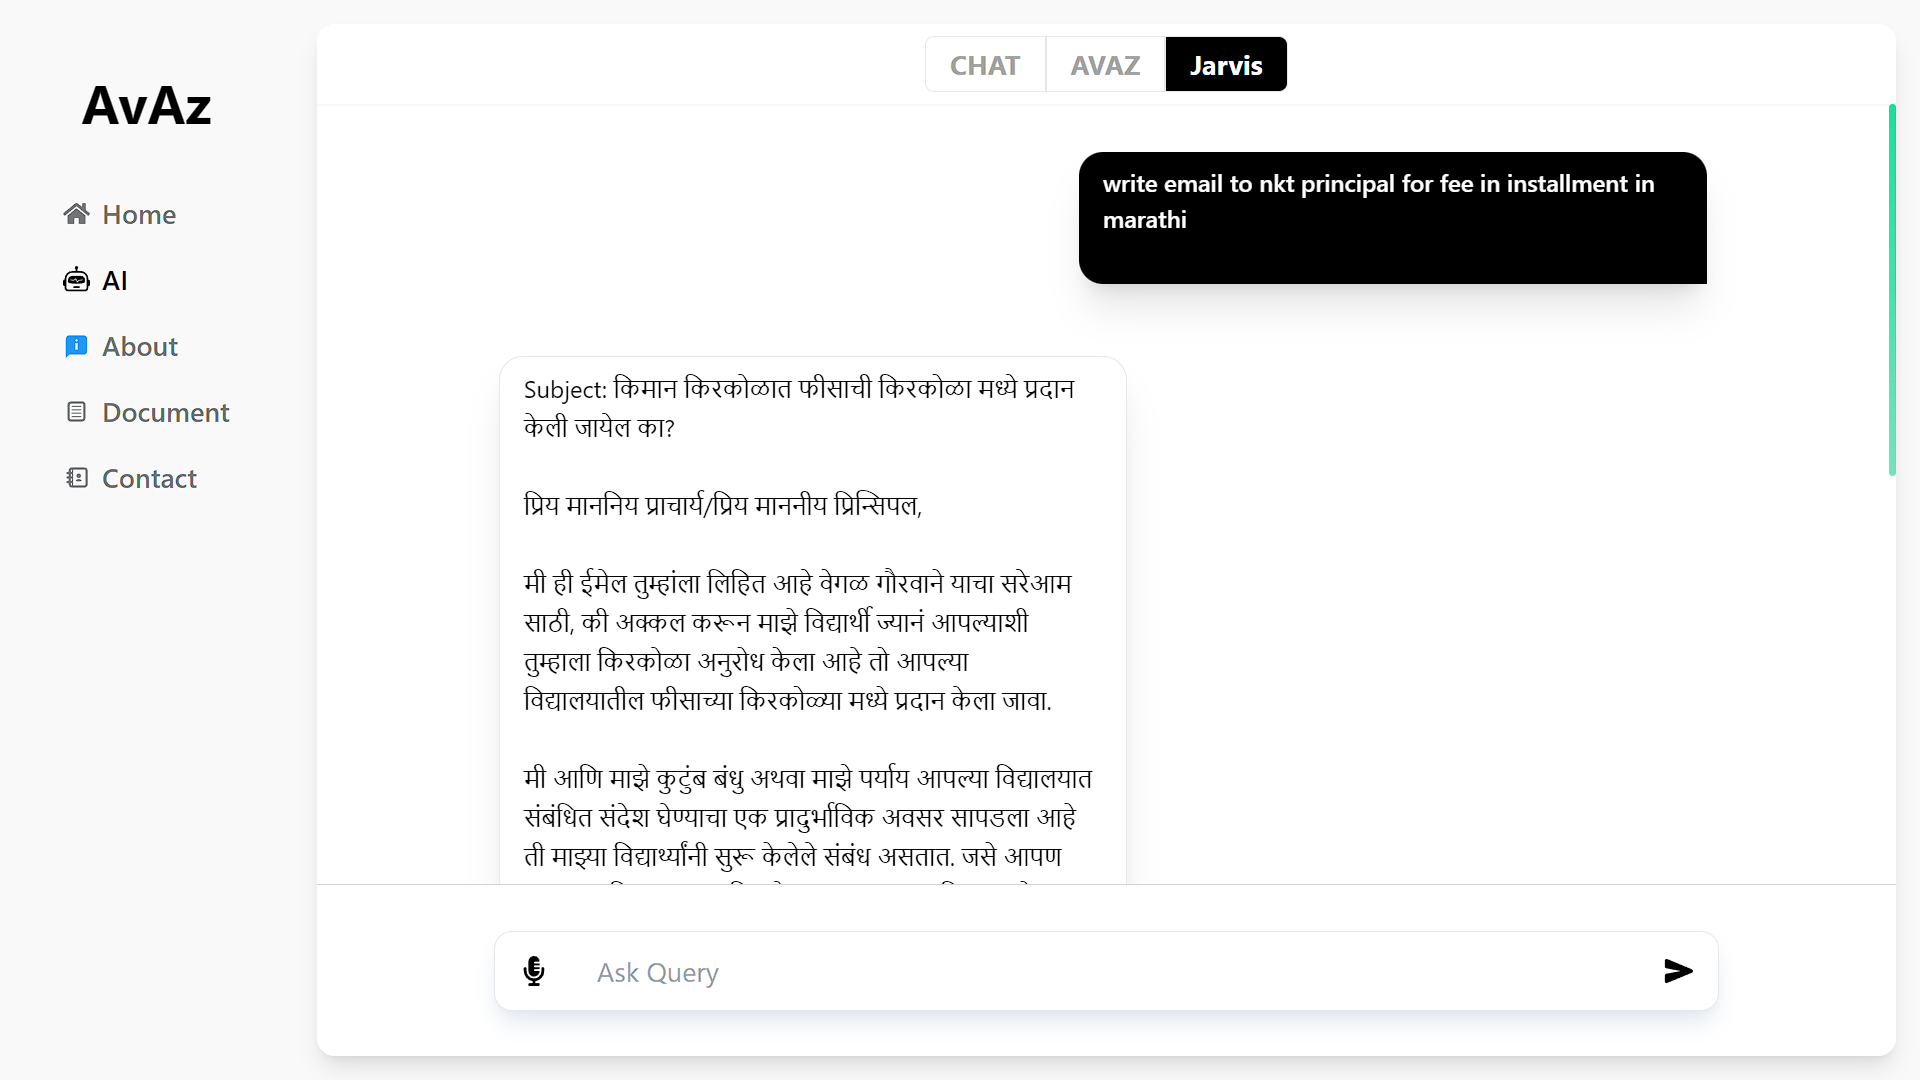 AvAz
Home
AI
About
Document
Contact
CHAT
AVAZ
Jarvis
write email to nkt principal for fee in installment in
marathi
Subject: किमान किरकोळात फीसाची किरकोळा मध्ये प्रदान
केली जायेल का?
प्रिय माननिय प्राचार्य/प्रिय माननीय प्रिन्सिपल,
मी ही ईमेल तुम्हांला लिहित आहे वेगळ गौरवाने याचा सरेआम
साठी, की अक्कल करून माझे विद्यार्थी ज्यानं आपल्याशी
तुम्हाला किरकोळा अनुरोध केला आहे तो आपल्या
विद्यालयातील फीसाच्या किरकोळ्या मध्ये प्रदान केला जावा.
मी आणि माझे कुटुंब बंधु अथवा माझे पर्याय आपल्या विद्यालयात
संबंधित संदेश घेण्याचा एक प्रादुर्भाविक अवसर सापडला आहे
ती माझ्या विद्यार्थ्यांनी सुरू केलेले संबंध असतात. जसे आपण
Ask Query